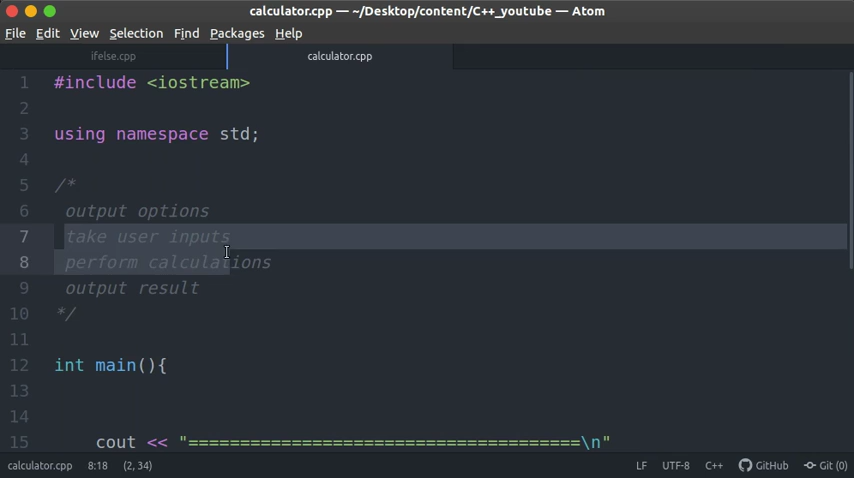 calculator.cpp — ~/Desktop/content/C++_youtube — Atom
File Edit View Selection Find Packages Help
ifelse.cpp calculator.cpp
1 #include <iostream>
2
3 using namespace std;
4
5 /*
6 output options
7 take user inputs
8 perform calculations
9 output result
10 */
11
12 int main(){
13
14
15 cout << "======================================\n"
calculator.cpp 8:18 (2, 34) LF UTF-8 C++ GitHub Git (0)